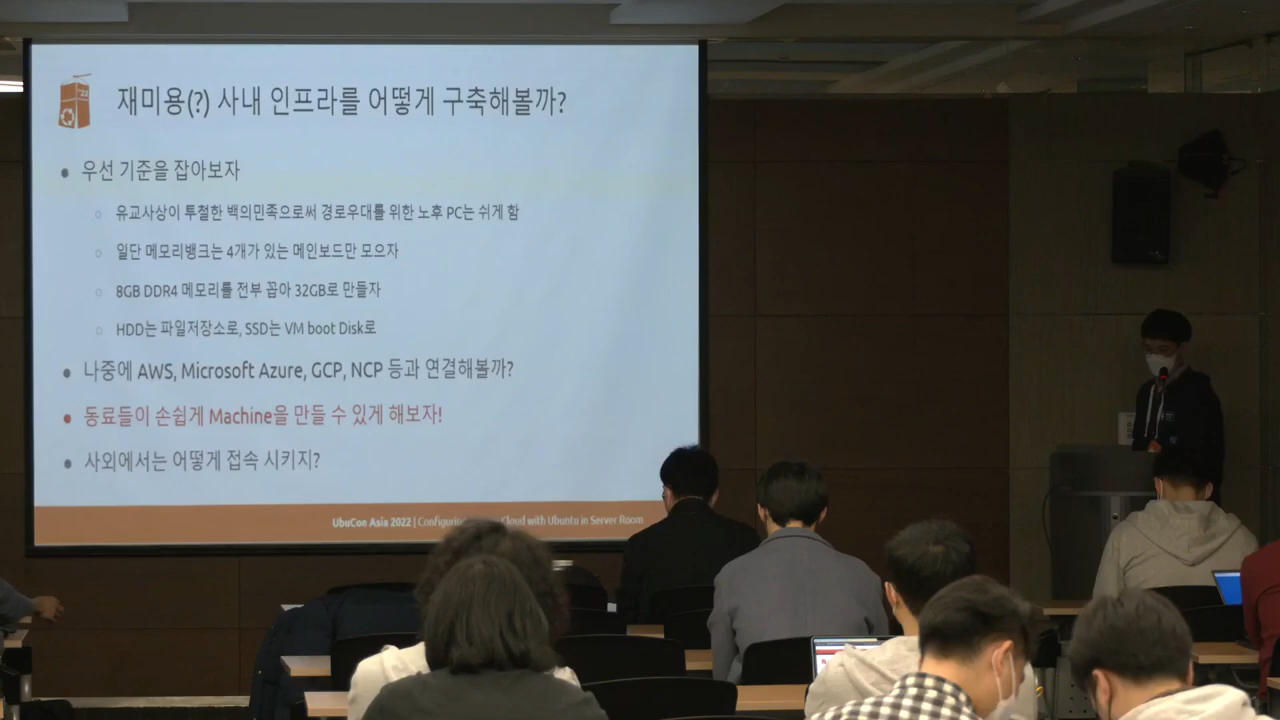 '22
재미용(?) 사내 인프라를 어떻게 구축해볼까?
● 우선 기준을 잡아보자
○ 유교사상이 투철한 백의민족으로써 경로우대를 위한 노후 PC는 쉬게 함
○ 일단 메모리뱅크는 4개가 있는 메인보드만 모으자
○ 8GB DDR4 메모리를 전부 꼽아 32GB로 만들자
○ HDD는 파일저장소로, SSD는 VM boot Disk로
● 나중에 AWS, Microsoft Azure, GCP, NCP 등과 연결해볼까?
● 동료들이 손쉽게 Machine을 만들 수 있게 해보자!
● 사외에서는 어떻게 접속 시키지?
UbuCon Asia 2022 | Configuring Cloud with Ubuntu in Server Room